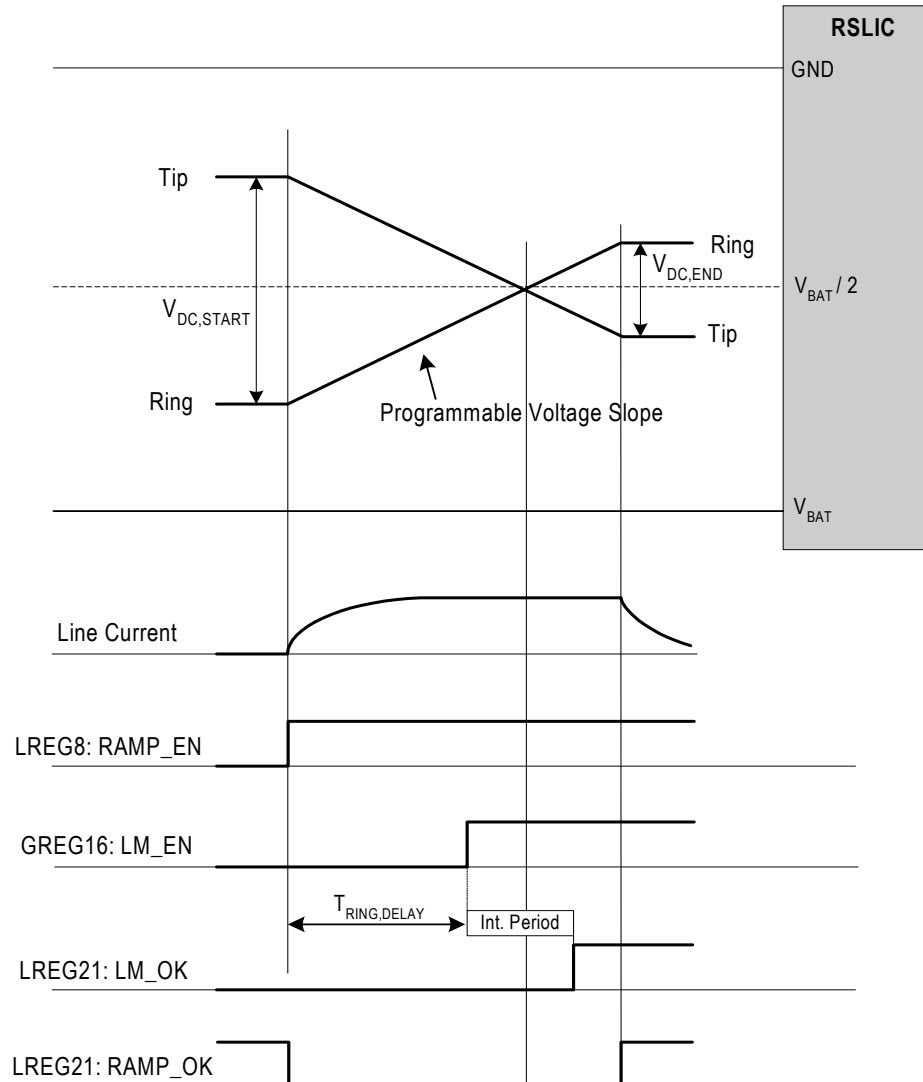 RSLIC
GND
Tip
Ring
V_DC,END
V_BAT / 2
V_DC,START
Tip
Ring
Programmable Voltage Slope
V_BAT
Line Current
LREG8: RAMP_EN
GREG16: LM_EN
T_RING,DELAY
Int. Period
LREG21: LM_OK
LREG21: RAMP_OK